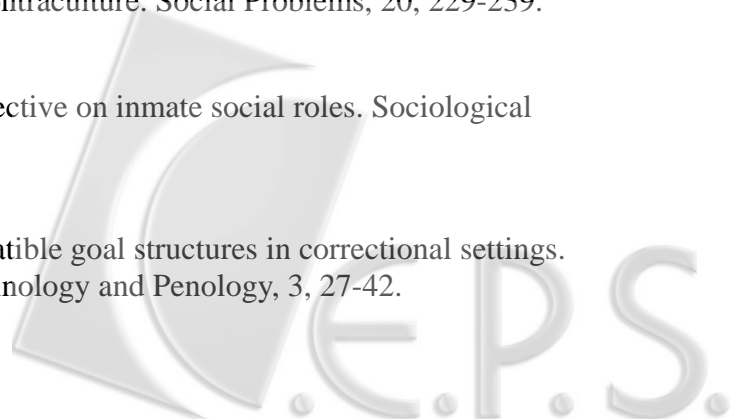 ntraculture. Social Problems, 20, 229-239.
ective on inmate social roles. Sociological
atible goal structures in correctional settings.
nology and Penology, 3, 27-42.
C.E.P.S.